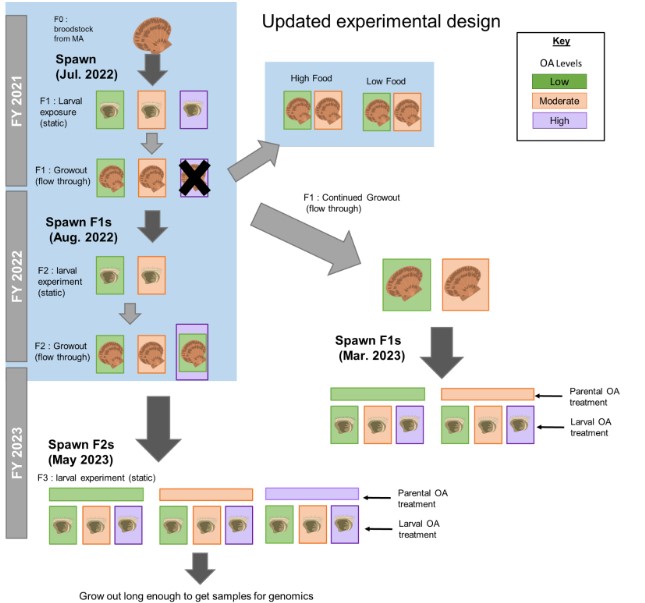 Updated experimental design
Key
OA Levels
Low
Moderate
High
FY 2021
FY 2022
FY 2023
F0 :
broodstock
from MA
Spawn
(Jul. 2022)
F1 : Larval
exposure
(static)
F1 : Growout
(flow through)
High Food
Low Food
F1 : Continued Growout
(flow through)
Spawn F1s
(Aug. 2022)
F2 : larval
experiment
(static)
F2 : Growout
(flow through)
Spawn F1s
(Mar. 2023)
Parental OA
treatment
Larval OA
treatment
Spawn F2s
(May 2023)
F3 : larval experiment (static)
Parental OA
treatment
Larval OA
treatment
Grow out long enough to get samples for genomics